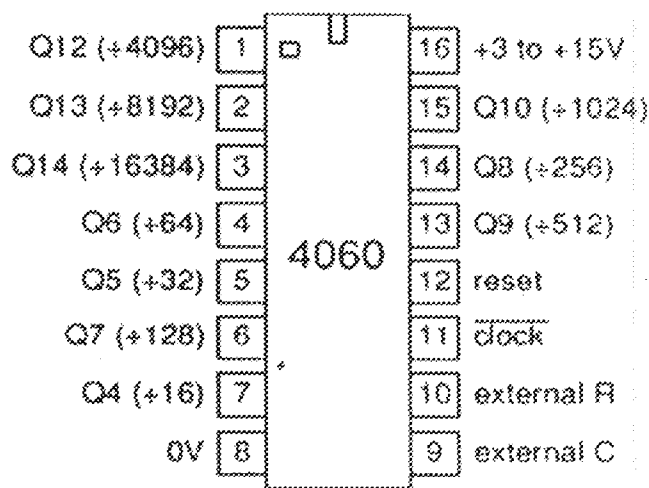 Q12 (÷4096) 1 16 +3 to +15V
Q13 (÷8192) 2 15 Q10 (÷1024)
Q14 (÷16384) 3 14 Q8 (÷256)
Q6 (÷64) 4 13 Q9 (÷512)
4060
Q5 (÷32) 5 12 reset
Q7 (÷128) 6 11 clock
Q4 (÷16) 7 10 external R
0V 8 9 external C